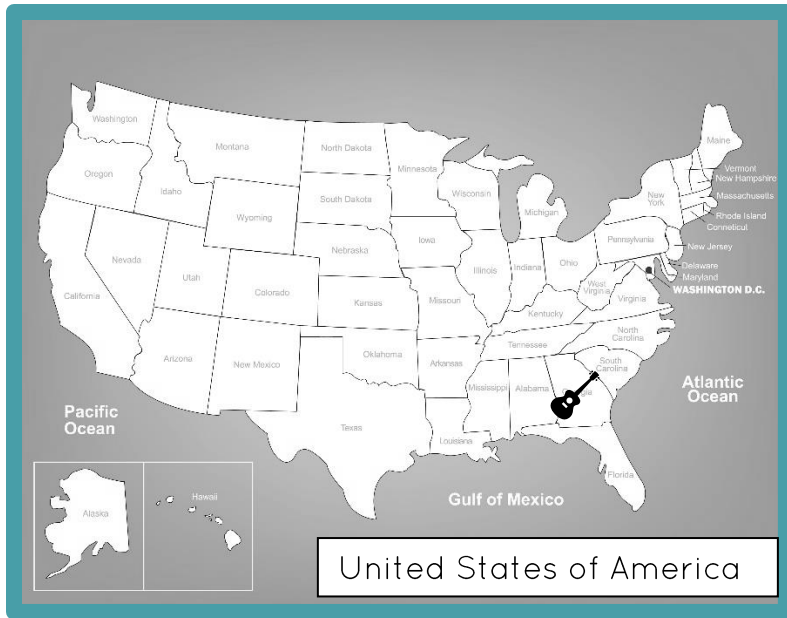 Washington
Montana
North Dakota
Minnesota
Maine
Oregon
Idaho
Wyoming
South Dakota
Wisconsin
Michigan
New
York
Vermont
New Hampshire
Massachusetts
Rhode Island
Conneticut
Nevada
Utah
Colorado
Nebraska
Iowa
Illinois
Indiana
Ohio
Pennsylvania
New Jersey
Delaware
Maryland
WASHINGTON D.C.
California
Kansas
Missouri
Kentucky
West
Virginia
Virginia
Arizona
New Mexico
Oklahoma
Arkansas
Tennessee
North
Carolina
South
Carolina
Texas
Louisiana
Mississippi
Alabama
Florida
Pacific
Ocean
Atlantic
Ocean
Gulf of Mexico
Alaska
Hawaii
United States of America